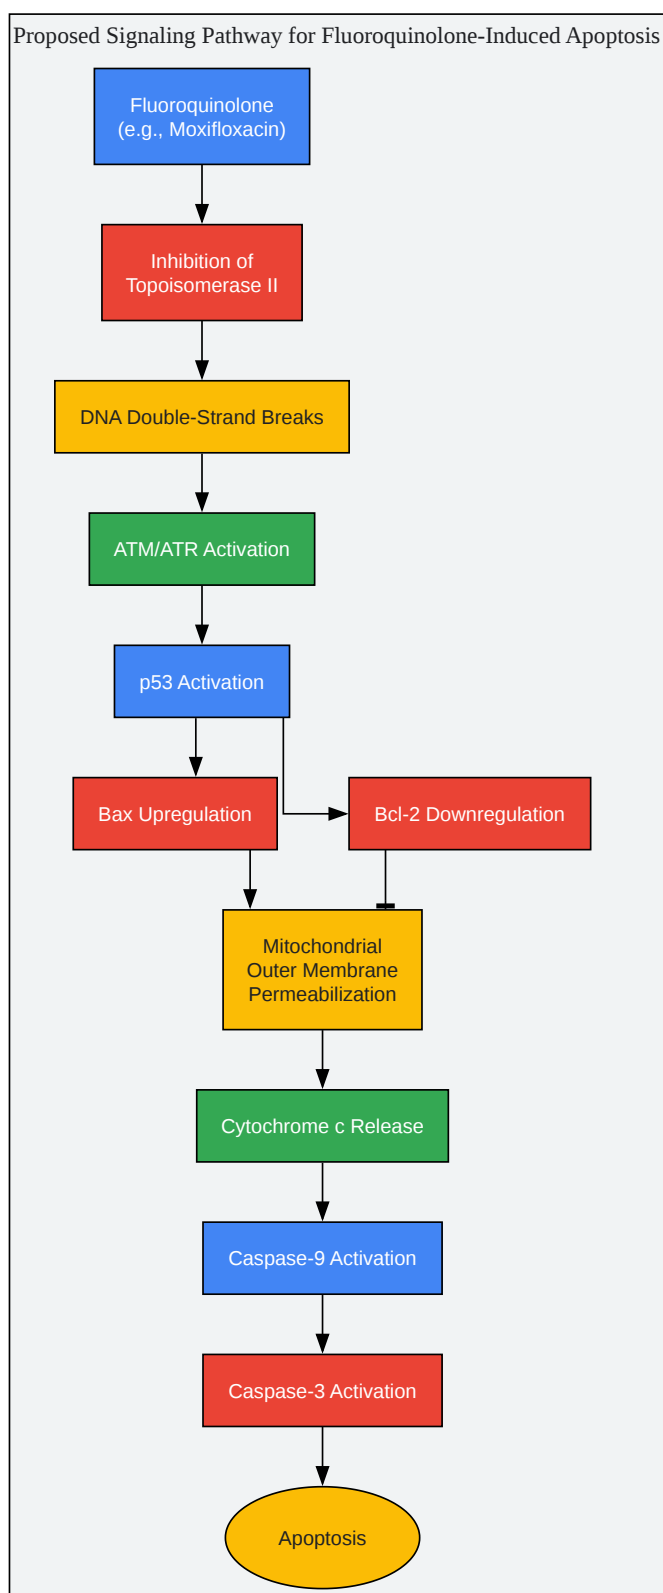 Proposed Signaling Pathway for Fluoroquinolone-Induced Apoptosis
Fluoroquinolone
(e.g., Moxifloxacin)
Inhibition of
Topoisomerase II
DNA Double-Strand Breaks
ATM/ATR Activation
p53 Activation
Bax Upregulation
Bcl-2 Downregulation
Mitochondrial
Outer Membrane
Permeabilization
Cytochrome c Release
Caspase-9 Activation
Caspase-3 Activation
Apoptosis